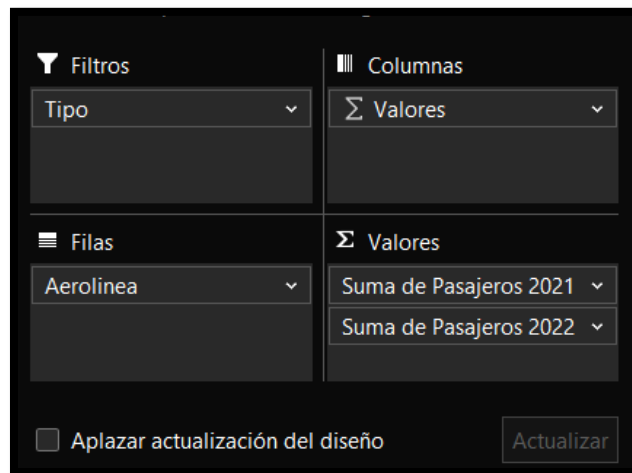 Filtros
Columnas
Tipo
Σ Valores
Filas
Σ Valores
Aerolinea
Suma de Pasajeros 2021
Suma de Pasajeros 2022
Aplazar actualización del diseño
Actualizar